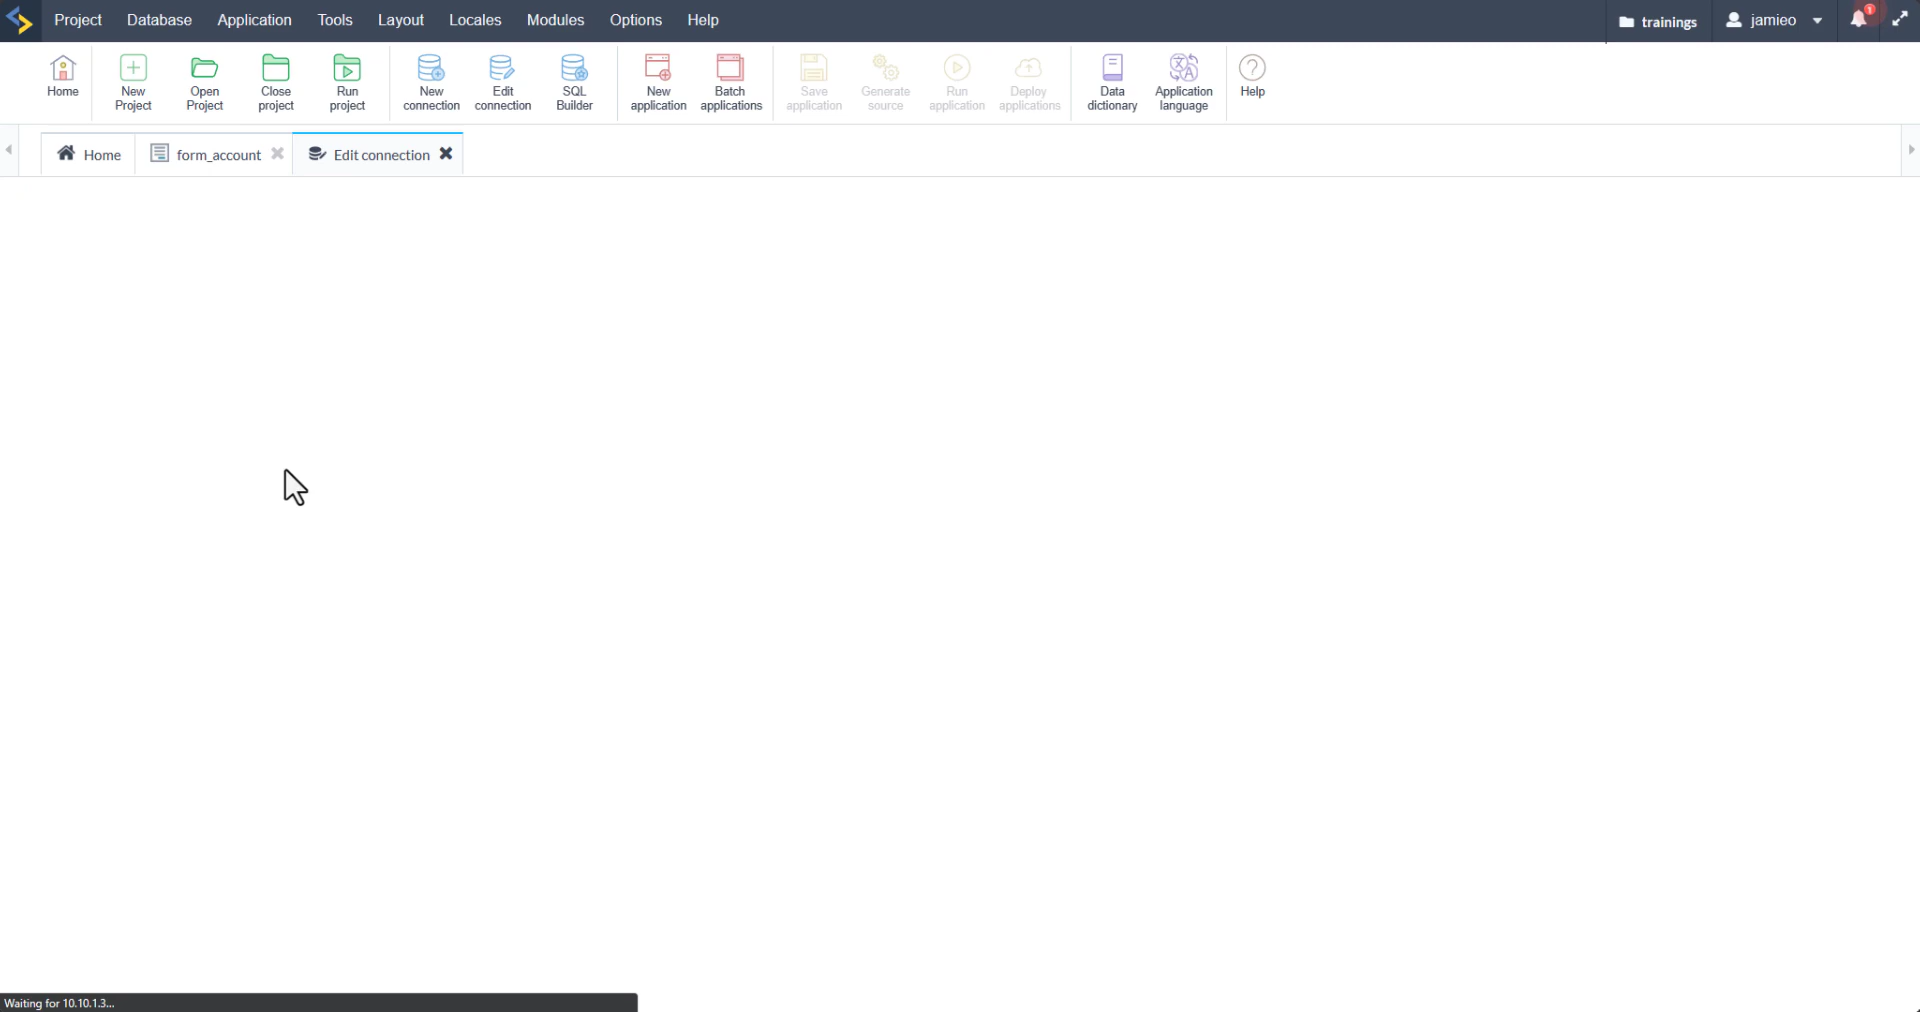 Project Database Application Tools Layout Locales Modules Options Help trainings jamieo 1
Home New Project Open Project Close project Run project New connection Edit connection SQL Builder New application Batch applications Save application Generate source Run application Deploy applications Data dictionary Application language Help
Home form_account Edit connection
Waiting for 10.10.1.3...